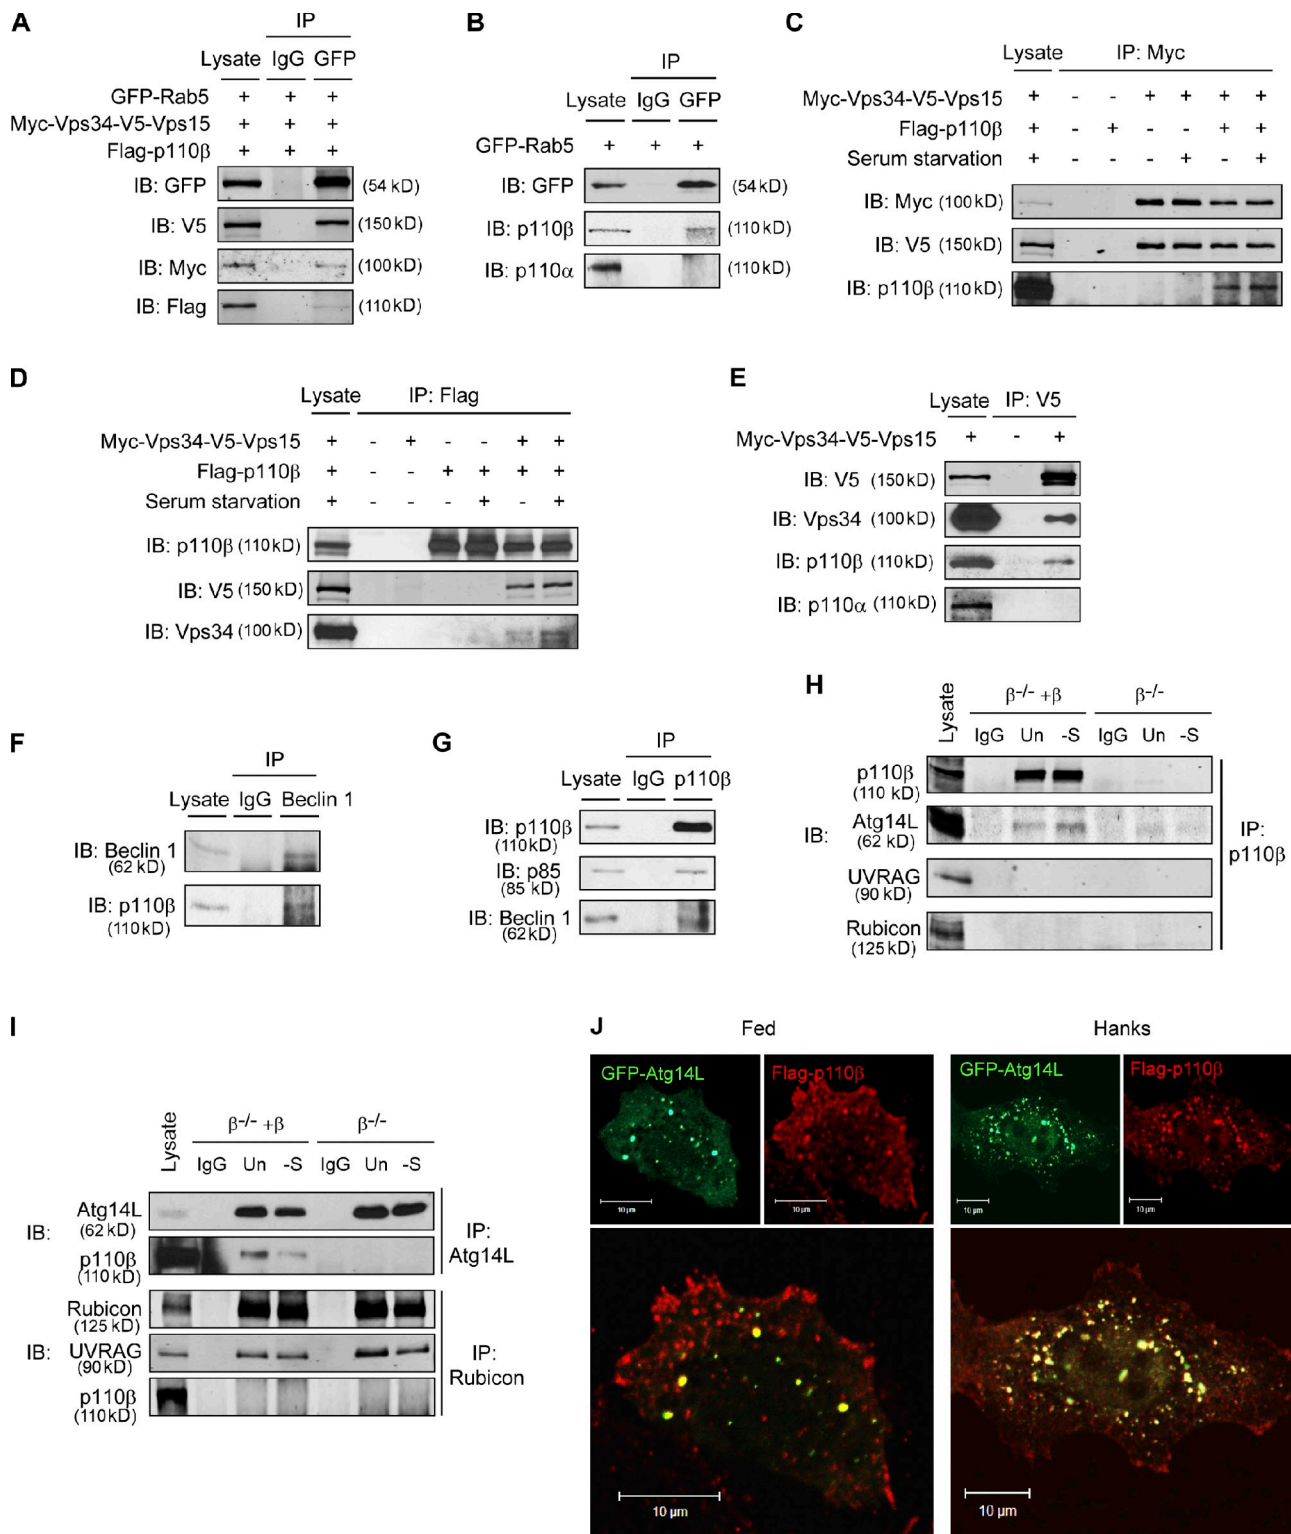 A
IP
Lysate IgG GFP
GFP-Rab5 + + +
Myc-Vps34-V5-Vps15 + + +
Flag-p110β + + +
IB: GFP (54 kD)
IB: V5 (150 kD)
IB: Myc (100 kD)
IB: Flag (110 kD)
B
IP
Lysate IgG GFP
GFP-Rab5 + + +
IB: GFP (54 kD)
IB: p110β (110 kD)
IB: p110α (110 kD)
C
Lysate IP: Myc
Myc-Vps34-V5-Vps15 + - - + + + +
Flag-p110β + - + - - + +
Serum starvation + - - - + - +
IB: Myc (100 kD)
IB: V5 (150 kD)
IB: p110β (110 kD)
D
Lysate IP: Flag
Myc-Vps34-V5-Vps15 + - + - - + +
Flag-p110β + - - + + + +
Serum starvation + - - - + - +
IB: p110β (110 kD)
IB: V5 (150 kD)
IB: Vps34 (100 kD)
E
Lysate IP: V5
Myc-Vps34-V5-Vps15 + - +
IB: V5 (150 kD)
IB: Vps34 (100 kD)
IB: p110β (110 kD)
IB: p110α (110 kD)
F
IP
Lysate IgG Beclin 1
IB: Beclin 1
(62 kD)
IB: p110β
(110 kD)
G
IP
Lysate IgG p110β
IB: p110β
(110 kD)
IB: p85
(85 kD)
IB: Beclin 1
(62 kD)
H
Lysate
β-/- +β β-/-
IgG Un -S IgG Un -S
p110β
(110 kD)
IB: Atg14L
(62 kD)
UVRAG
(90 kD)
Rubicon
(125 kD)
IP:
p110β
I
Lysate
β-/- +β β-/-
IgG Un -S IgG Un -S
IB: Atg14L
(62 kD)
p110β
(110 kD)
IP:
Atg14L
Rubicon
(125 kD)
IB: UVRAG
(90 kD)
p110β
(110 kD)
IP:
Rubicon
J
Fed Hanks
GFP-Atg14L Flag-p110β GFP-Atg14L Flag-p110β
10 µm 10 µm 10 µm 10 µm
10 µm 10 µm